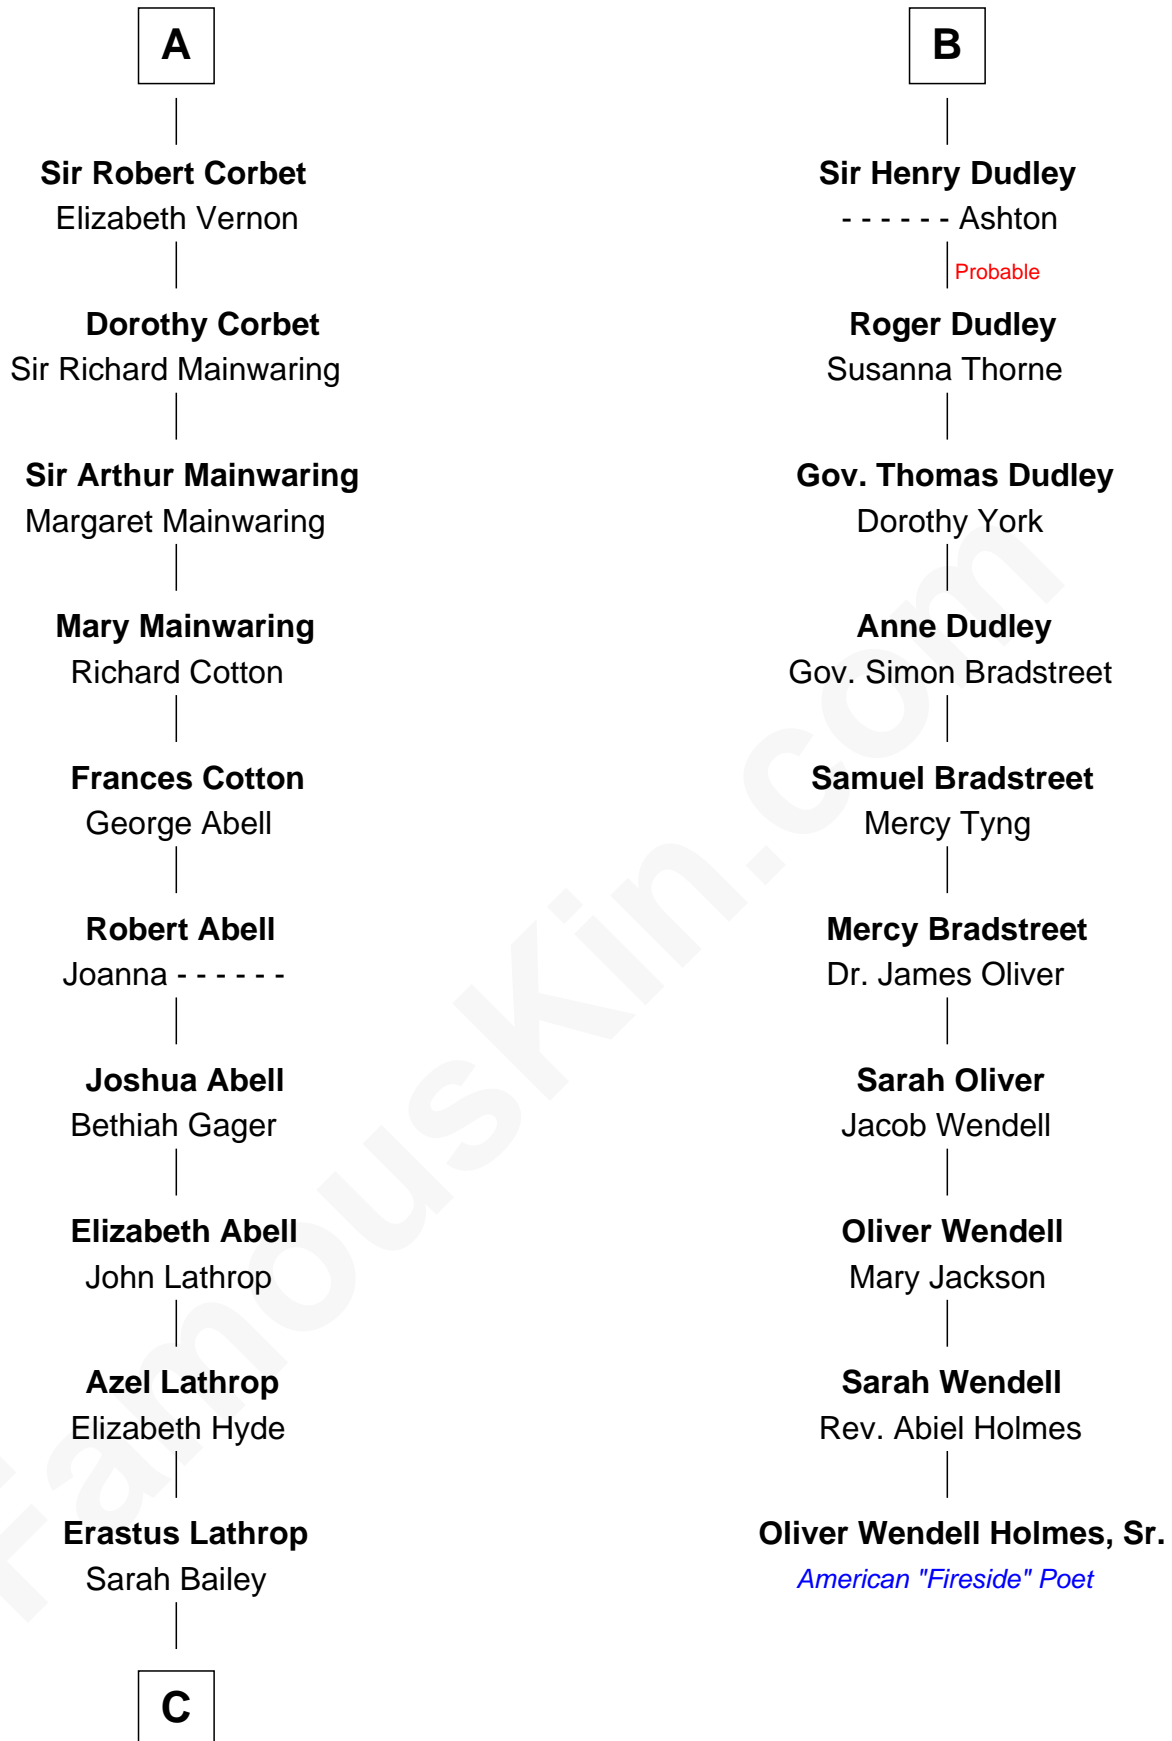 A
Sir Robert Corbet
Elizabeth Vernon
Dorothy Corbet
Sir Richard Mainwaring
Sir Arthur Mainwaring
Margaret Mainwaring
Mary Mainwaring
Richard Cotton
Frances Cotton
George Abell
Robert Abell
Joanna - - - - - -
Joshua Abell
Bethiah Gager
Elizabeth Abell
John Lathrop
Azel Lathrop
Elizabeth Hyde
Erastus Lathrop
Sarah Bailey
C
B
Sir Henry Dudley
- - - - - - Ashton
Probable
Roger Dudley
Susanna Thorne
Gov. Thomas Dudley
Dorothy York
Anne Dudley
Gov. Simon Bradstreet
Samuel Bradstreet
Mercy Tyng
Mercy Bradstreet
Dr. James Oliver
Sarah Oliver
Jacob Wendell
Oliver Wendell
Mary Jackson
Sarah Wendell
Rev. Abiel Holmes
Oliver Wendell Holmes, Sr.
American "Fireside" Poet
FamousKin.com